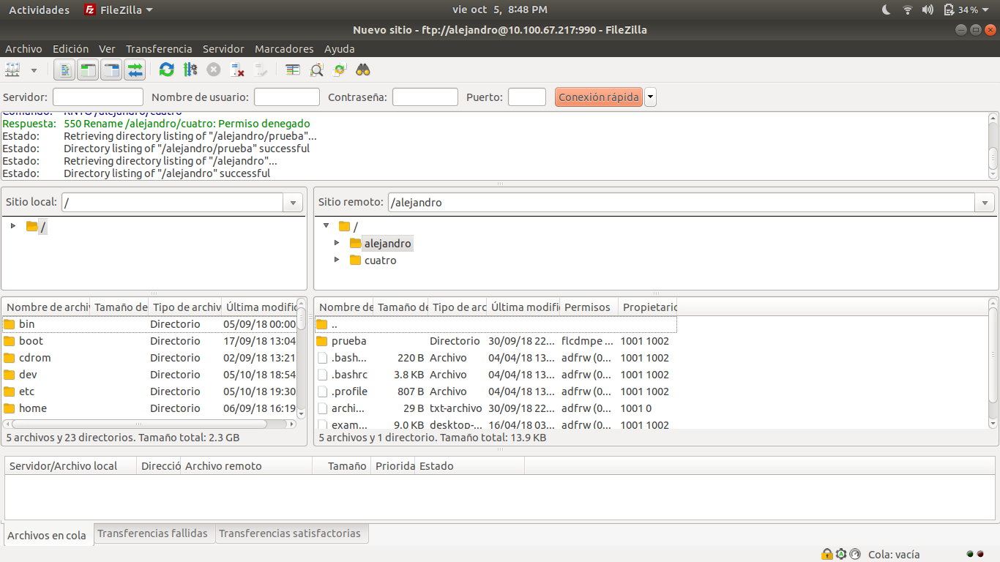 Actividades FileZilla vie oct 5, 8:48 PM 34 %
Nuevo sitio - ftp://alejandro@10.100.67.217:990 - FileZilla
Archivo Edición Ver Transferencia Servidor Marcadores Ayuda
Servidor: Nombre de usuario: Contraseña: Puerto: Conexión rápida
Comando: RNTO /alejandro/cuatro
Respuesta: 550 Rename /alejandro/cuatro: Permiso denegado
Estado: Retrieving directory listing of "/alejandro/prueba"...
Estado: Directory listing of "/alejandro/prueba" successful
Estado: Retrieving directory listing of "/alejandro"...
Estado: Directory listing of "/alejandro" successful
Sitio local: /
/
Sitio remoto: /alejandro
/
alejandro
cuatro
Nombre de archiv Tamaño de Tipo de archiv Última modific
bin Directorio 05/09/18 00:00
boot Directorio 17/09/18 13:04
cdrom Directorio 02/09/18 13:21
dev Directorio 05/10/18 18:54
etc Directorio 05/10/18 19:30
home Directorio 06/09/18 16:19
5 archivos y 23 directorios. Tamaño total: 2.3 GB
Nombre de Tamaño de Tipo de arc Última modifi Permisos Propietario
..
prueba Directorio 30/09/18 22... flcdmpe ... 1001 1002
.bash... 220 B Archivo 04/04/18 13... adfrw (0... 1001 1002
.bashrc 3.8 KB Archivo 04/04/18 13... adfrw (0... 1001 1002
.profile 807 B Archivo 04/04/18 13... adfrw (0... 1001 1002
archi... 29 B txt-archivo 30/09/18 22... adfrw (0... 1001 0
exam... 9.0 KB desktop-... 16/04/18 03... adfrw (0... 1001 1002
5 archivos y 1 directorio. Tamaño total: 13.9 KB
Servidor/Archivo local Direcció Archivo remoto Tamaño Priorida Estado
Archivos en cola Transferencias fallidas Transferencias satisfactorias
Cola: vacía